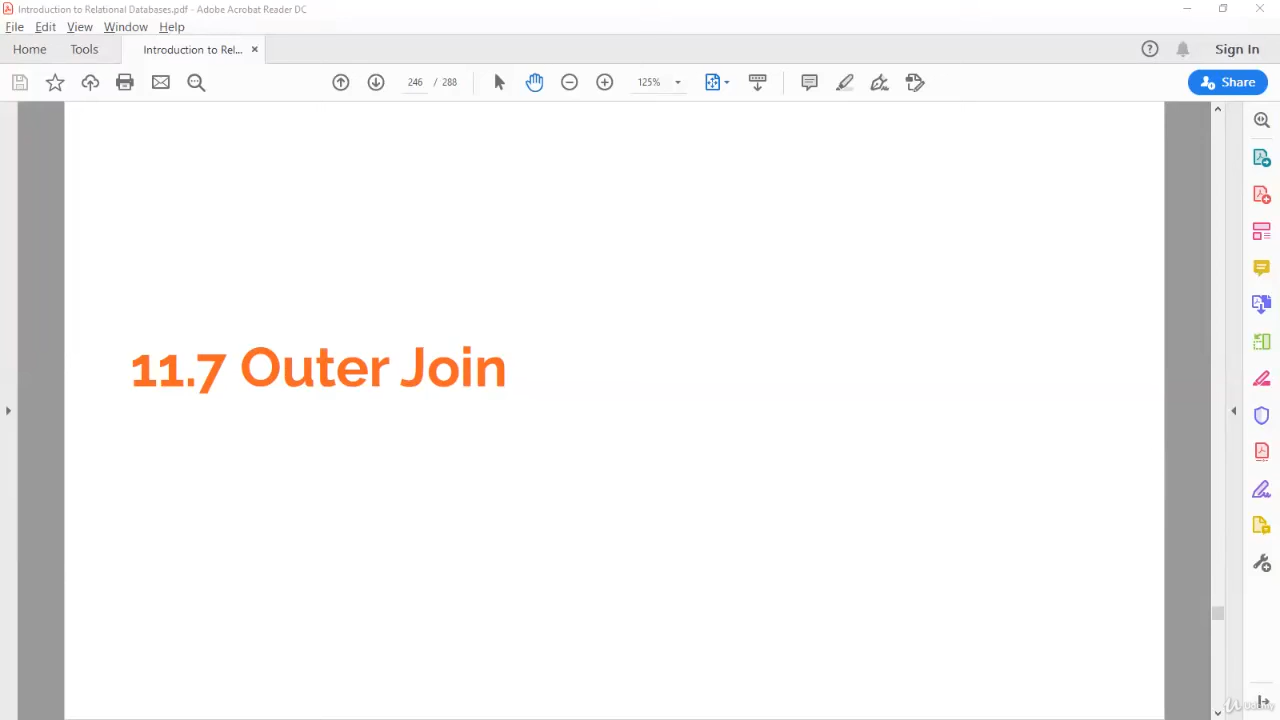 Introduction to Relational Databases.pdf - Adobe Acrobat Reader DC
File Edit View Window Help
Home Tools Introduction to Rel... × Sign In
246 / 288 125% Share
11.7 Outer Join
Udemy